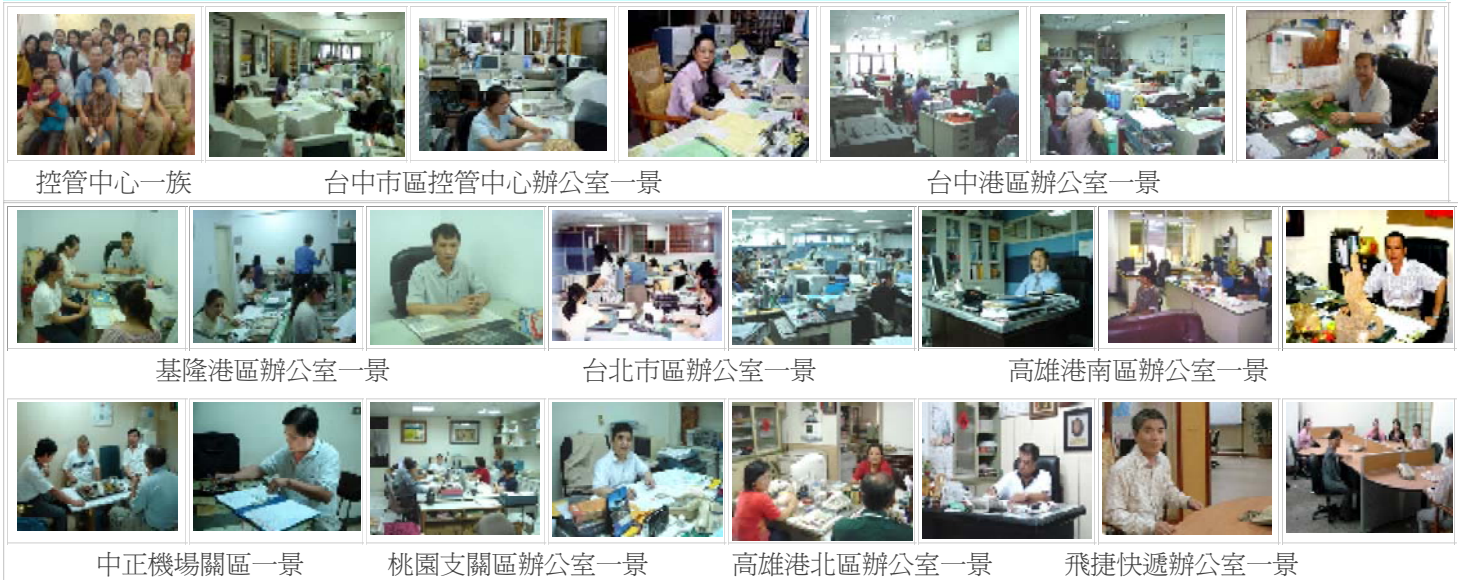 控管中心一族 台中市區控管中心辦公室一景 台中港區辦公室一景
基隆港區辦公室一景 台北市區辦公室一景 高雄港南區辦公室一景
中正機場關區一景 桃園支關區辦公室一景 高雄港北區辦公室一景 飛捷快遞辦公室一景